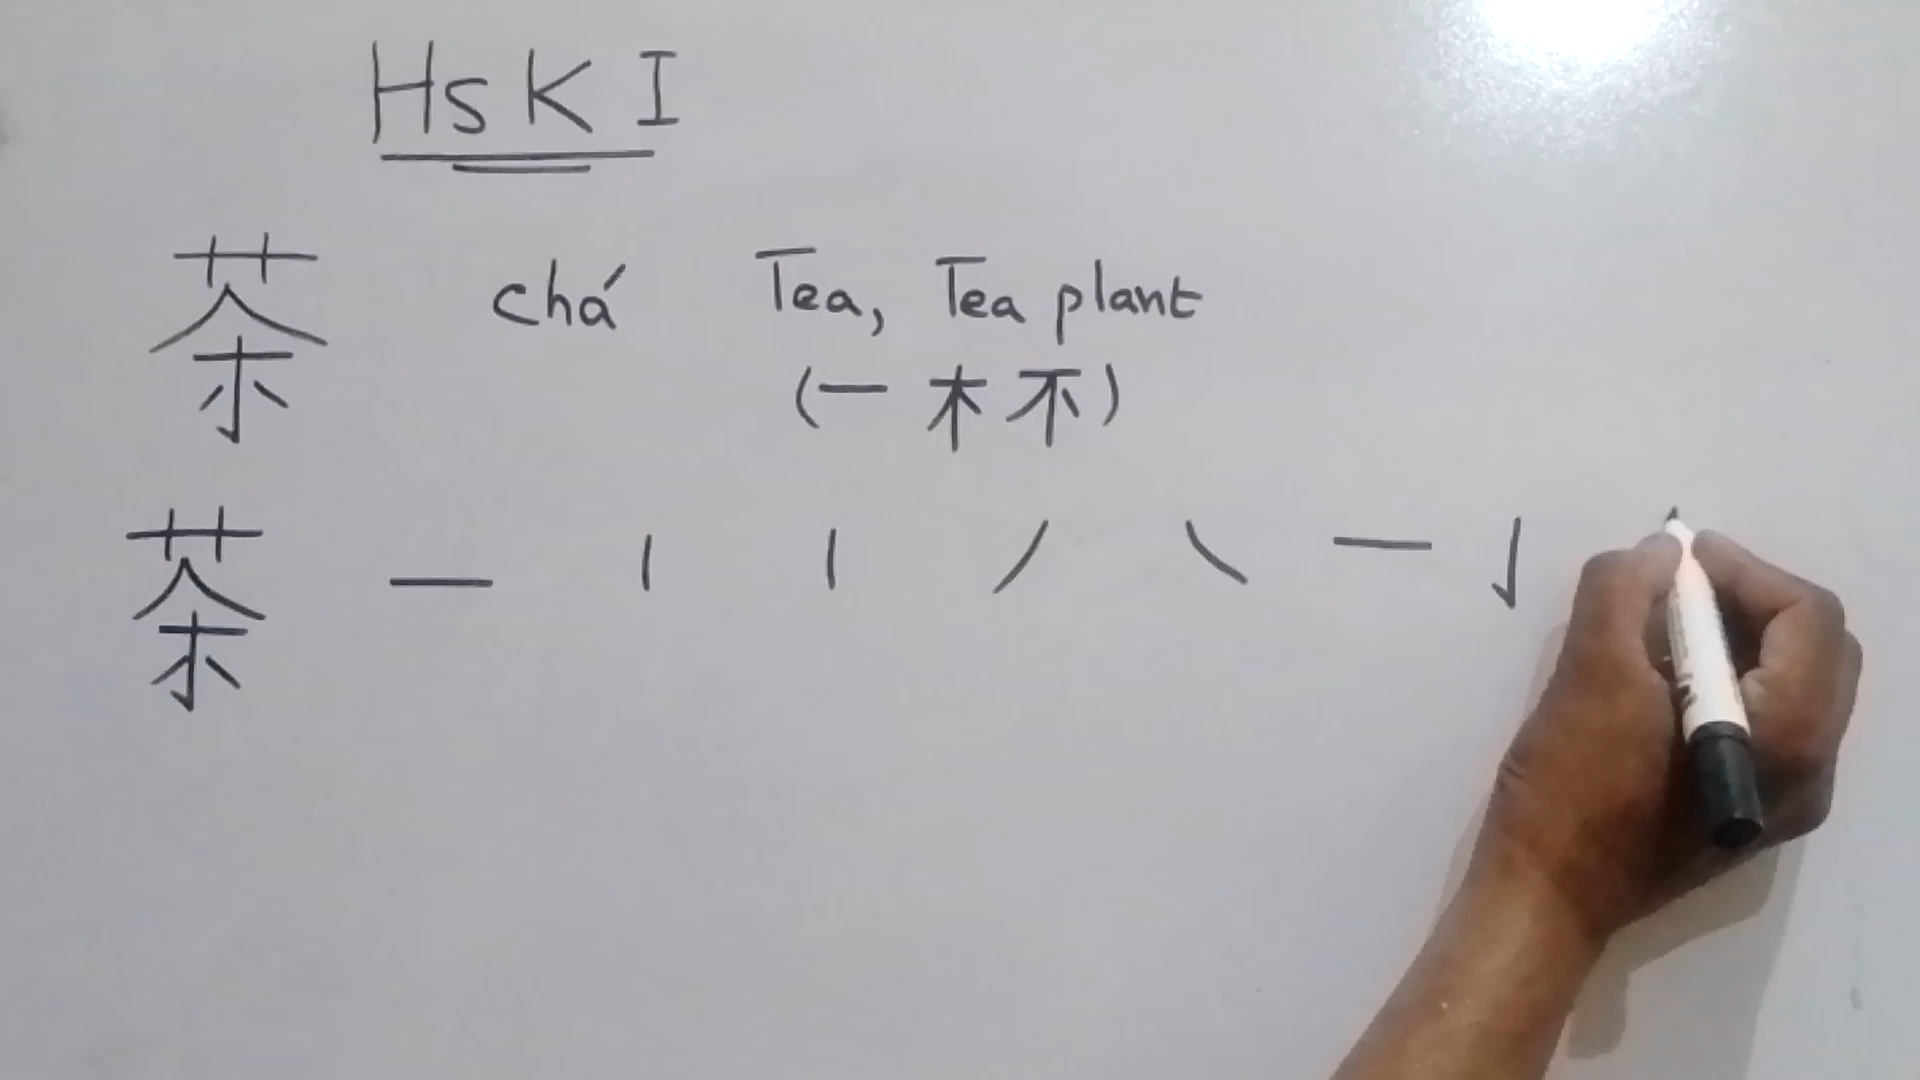 HSK I
茶 chá Tea, Tea plant
(一 木 不)
茶 一 丨 丨 丿 ㇏ 一 亅